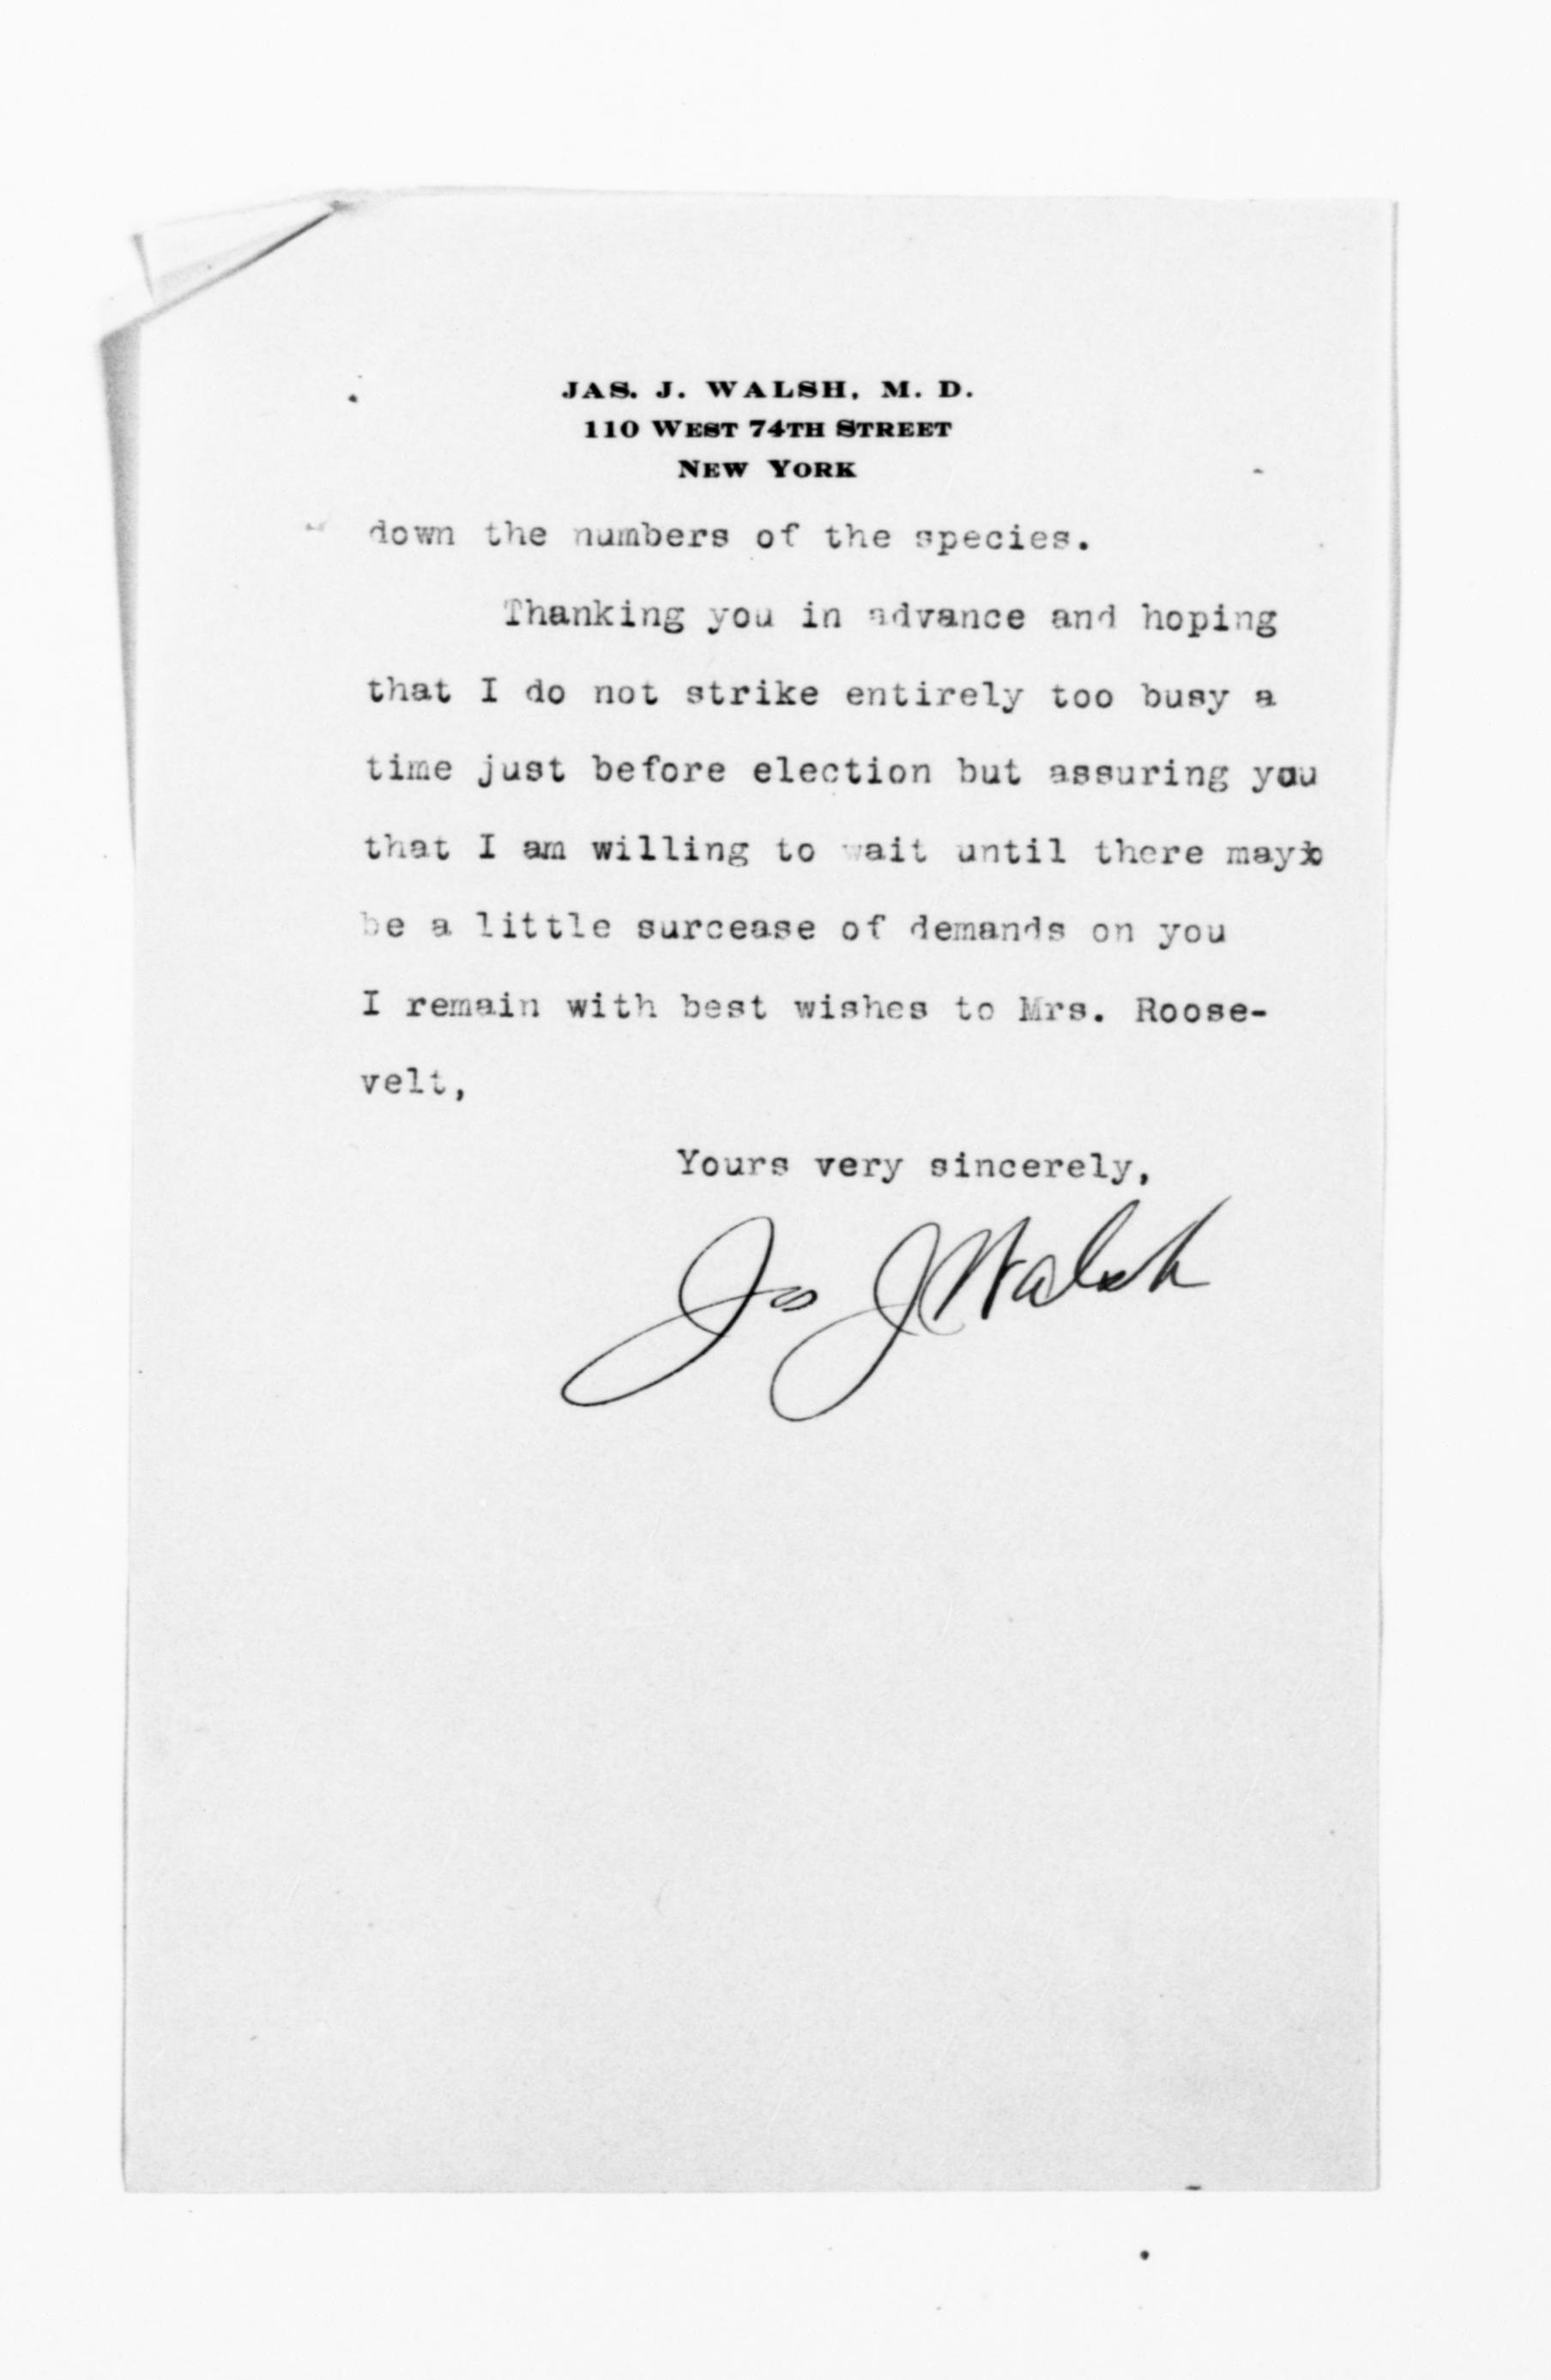 JAS. J. WALSH, M. D.
110 WEST 74TH STREET
NEW YORK
down the numbers of the species.
Thanking you in advance and hoping
that I do not strike entirely too busy a
time just before election but assuring you
that I am willing to wait until there may
be a little surcease of demands on you
I remain with best wishes to Mrs. Roose-
velt,
Yours very sincerely,
Jas J Walsh